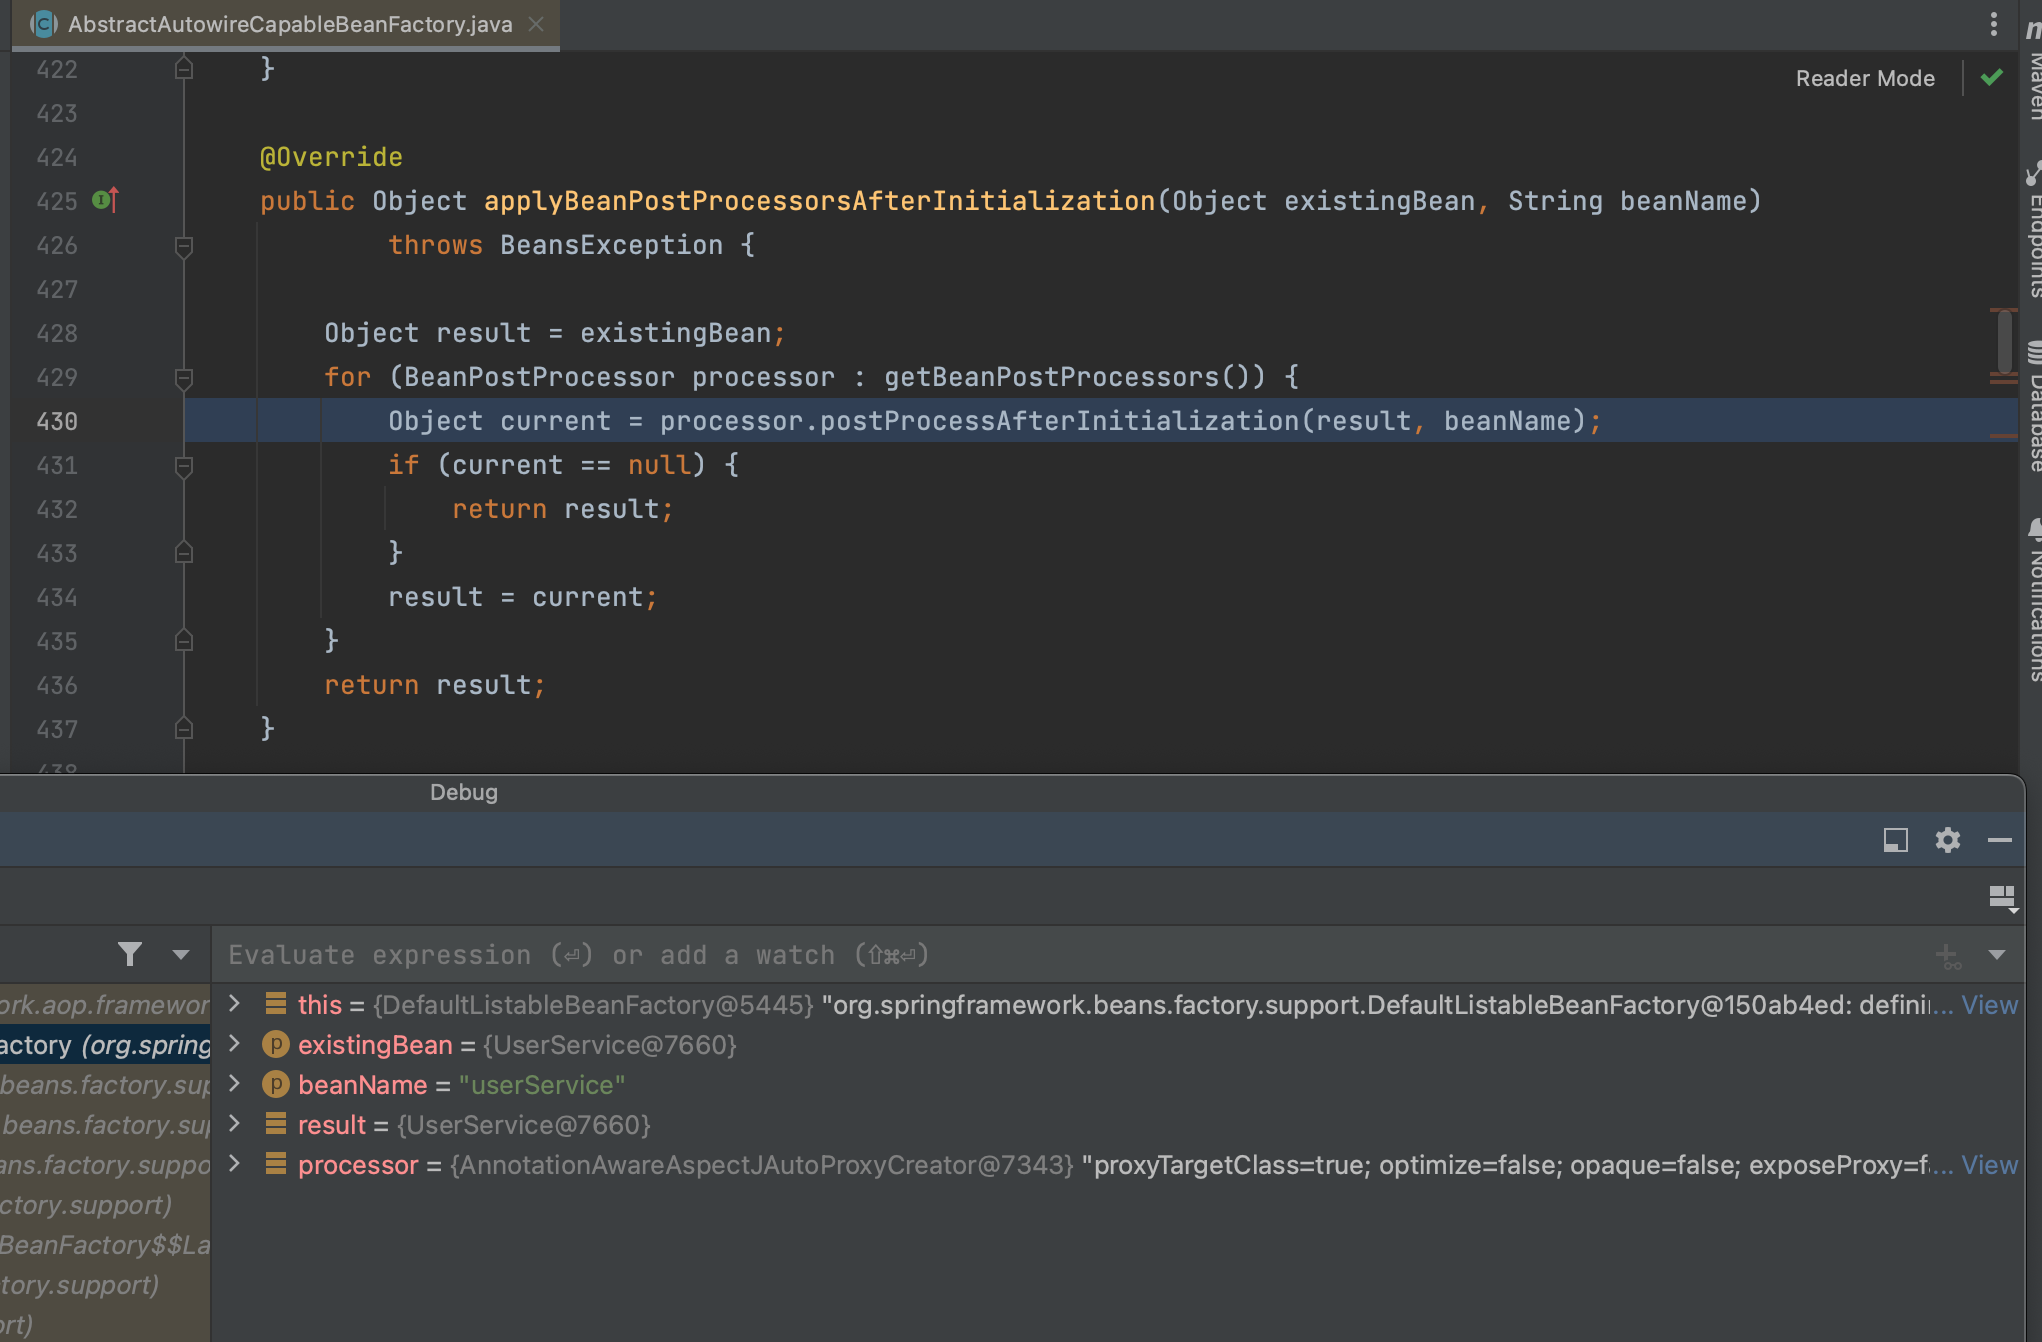 AbstractAutowireCapableBeanFactory.java
Reader Mode
422 }
423
424 @Override
425 public Object applyBeanPostProcessorsAfterInitialization(Object existingBean, String beanName)
426 throws BeansException {
427
428 Object result = existingBean;
429 for (BeanPostProcessor processor : getBeanPostProcessors()) {
430 Object current = processor.postProcessAfterInitialization(result, beanName);
431 if (current == null) {
432 return result;
433 }
434 result = current;
435 }
436 return result;
437 }
438
Maven
Endpoints
Database
Notifications
Debug
Evaluate expression (⏎) or add a watch (⇧⌘⏎)
ork.aop.framewor
actory (org.spring
beans.factory.sup
beans.factory.sup
ans.factory.suppo
ctory.support)
BeanFactory$$La
tory.support)
ort)
this = {DefaultListableBeanFactory@5445} "org.springframework.beans.factory.support.DefaultListableBeanFactory@150ab4ed: defini... View
existingBean = {UserService@7660}
beanName = "userService"
result = {UserService@7660}
processor = {AnnotationAwareAspectJAutoProxyCreator@7343} "proxyTargetClass=true; optimize=false; opaque=false; exposeProxy=f... View